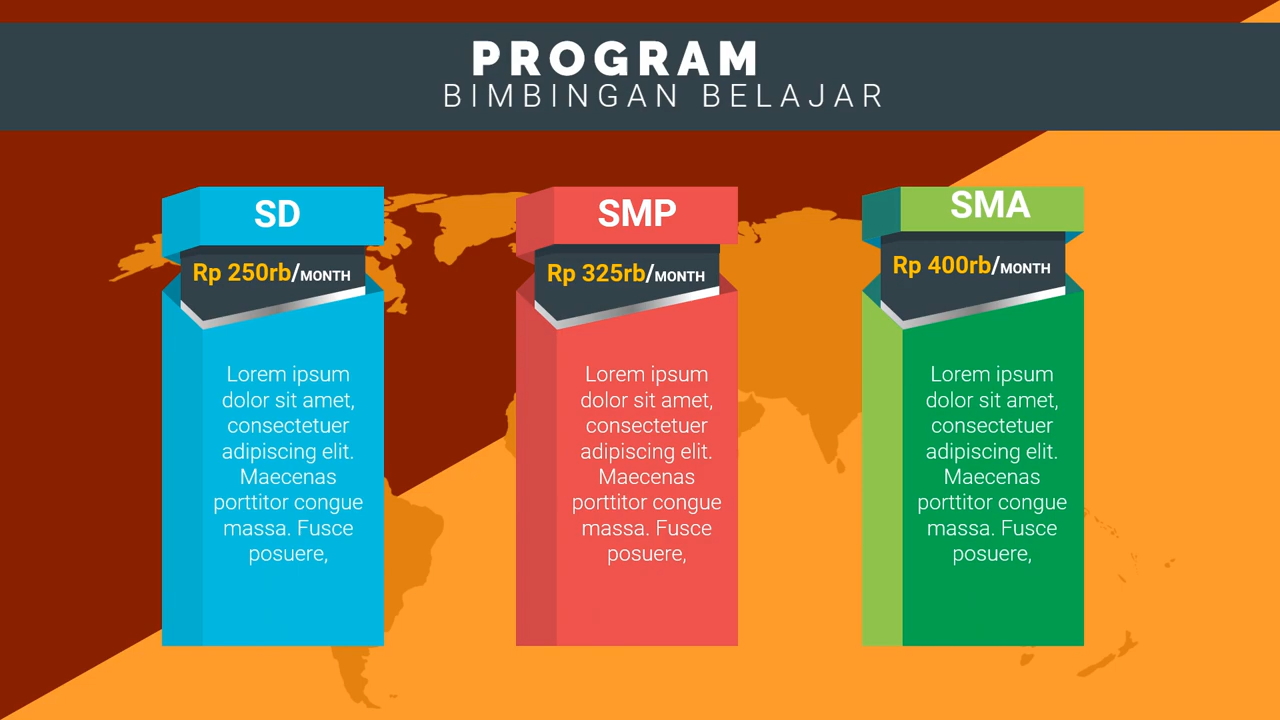 PROGRAM
BIMBINGAN BELAJAR
SD
Rp 250rb/MONTH
Lorem ipsum
dolor sit amet,
consectetuer
adipiscing elit.
Maecenas
porttitor congue
massa. Fusce
posuere,
SMP
Rp 325rb/MONTH
Lorem ipsum
dolor sit amet,
consectetuer
adipiscing elit.
Maecenas
porttitor congue
massa. Fusce
posuere,
SMA
Rp 400rb/MONTH
Lorem ipsum
dolor sit amet,
consectetuer
adipiscing elit.
Maecenas
porttitor congue
massa. Fusce
posuere,